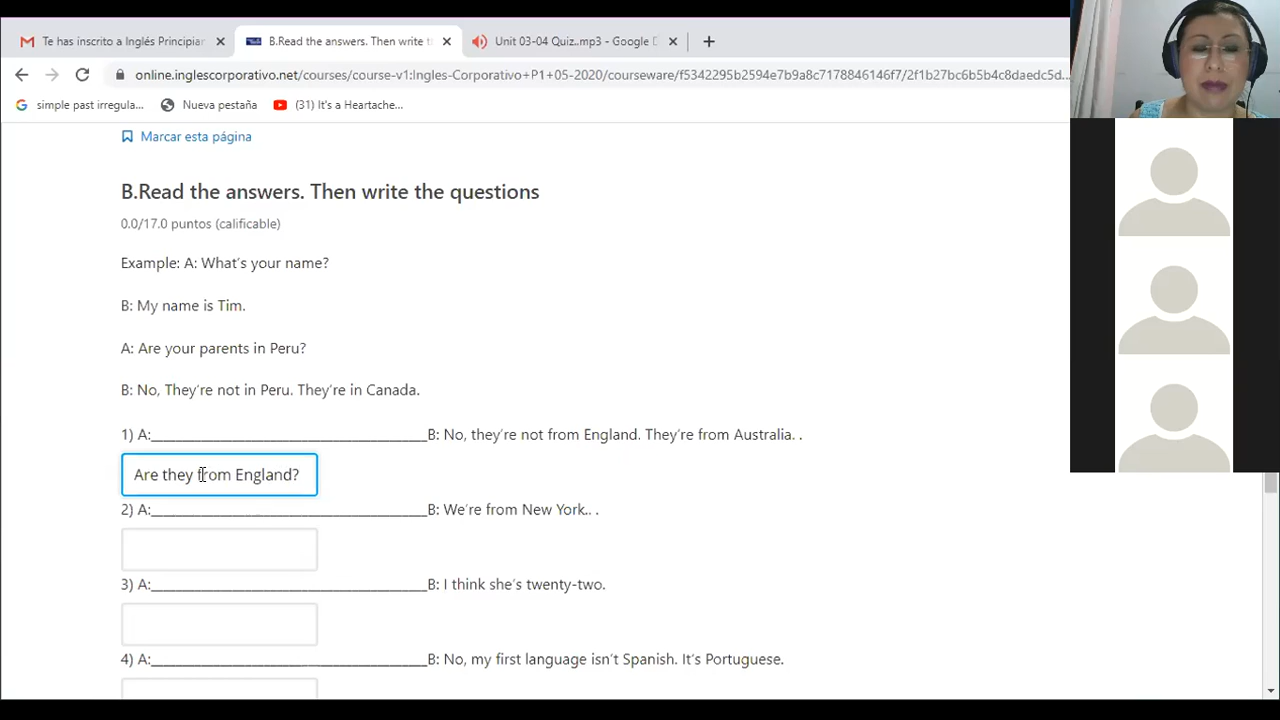 Te has inscrito a Inglés Principian
B.Read the answers. Then write t
Unit 03-04 Quiz..mp3 - Google D
online.inglescorporativo.net/courses/course-v1:Ingles-Corporativo+P1+05-2020/courseware/f5342295b2594e7b9a8c7178846146f7/2f1b27bc6b5b4c8daedc5d...
simple past irregula...
Nueva pestaña
(31) It's a Heartache...
Marcar esta página
B.Read the answers. Then write the questions
0.0/17.0 puntos (calificable)
Example: A: What's your name?
B: My name is Tim.
A: Are your parents in Peru?
B: No, They're not in Peru. They're in Canada.
1) A:________________________________________B: No, they're not from England. They're from Australia. .
Are they from England?
2) A:________________________________________B: We're from New York.. .
3) A:________________________________________B: I think she's twenty-two.
4) A:________________________________________B: No, my first language isn't Spanish. It's Portuguese.